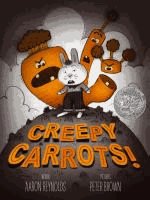 CREEPY
CARROTS!
WORDS
AARON REYNOLDS
PICTURES
PETER BROWN